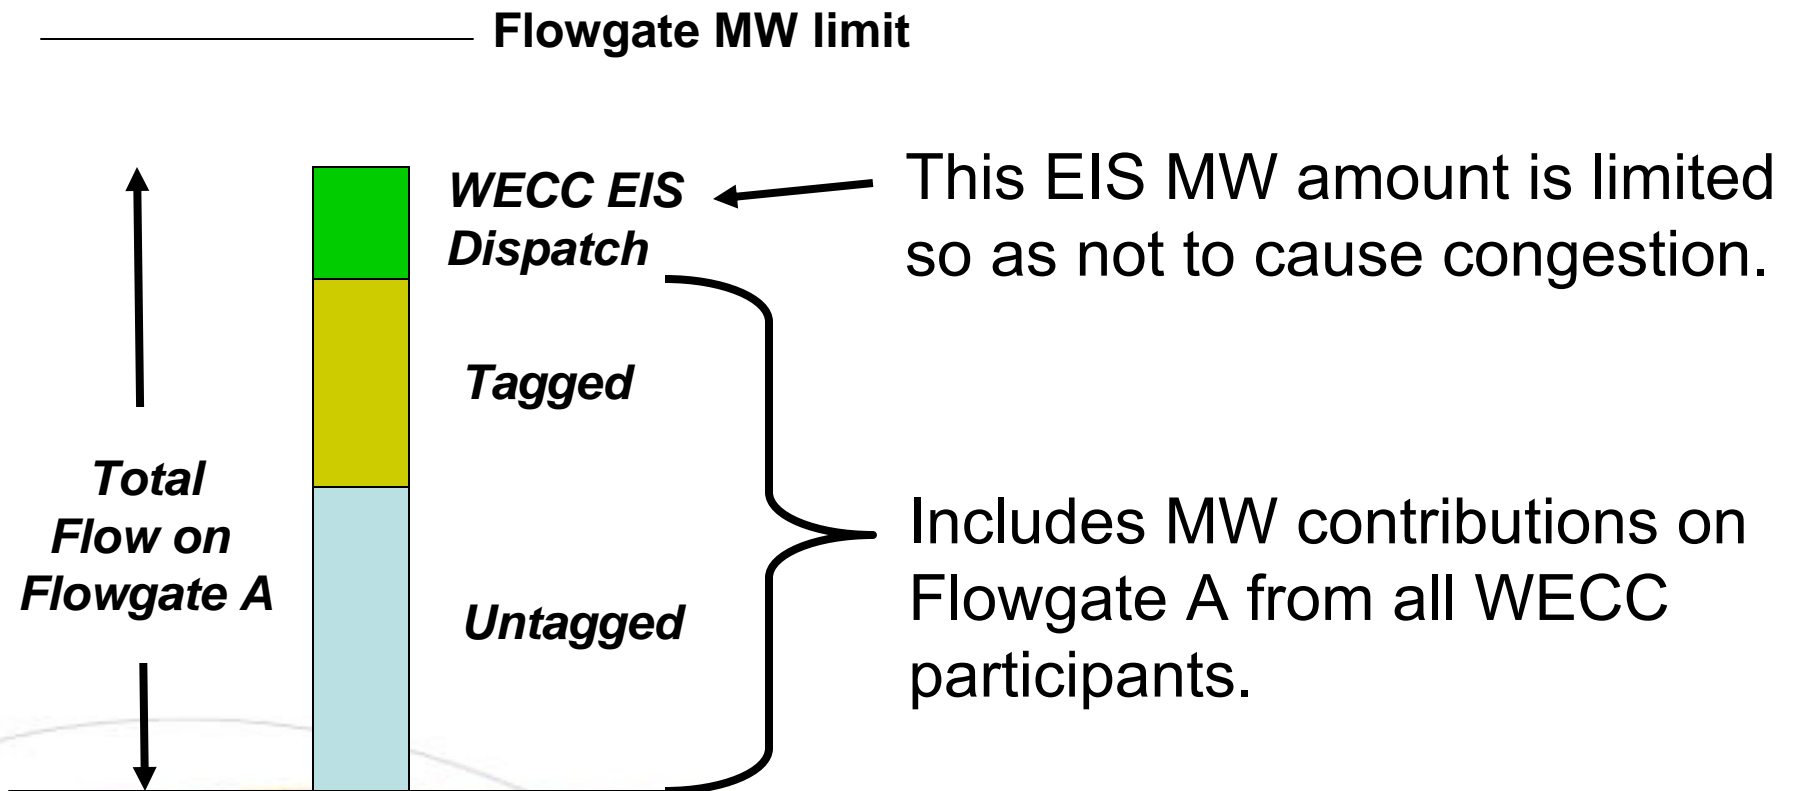 Flowgate MW limit
WECC EIS
Dispatch
This EIS MW amount is limited
so as not to cause congestion.
Tagged
Total
Flow on
Flowgate A
Untagged
Includes MW contributions on
Flowgate A from all WECC
participants.